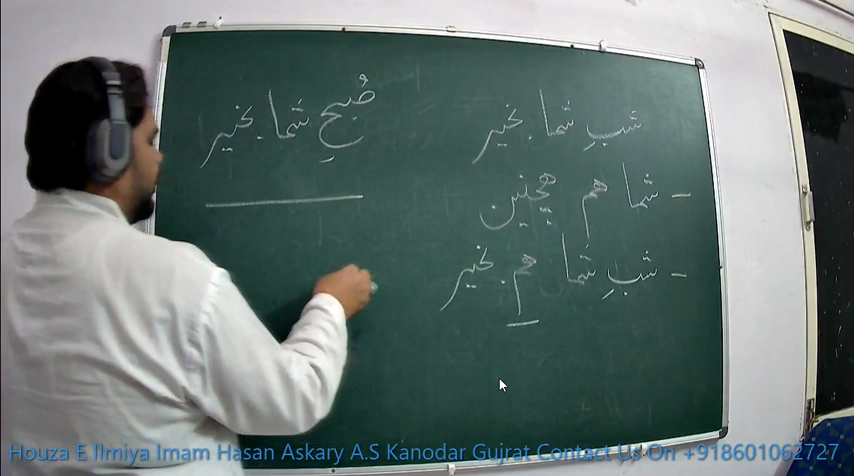 شبِ شما بخیر
- شما هم همچنین
- شبِ شما هم بخیر
صُبحِ شما بخیر
Houza E Ilmiya Imam Hasan Askary A.S Kanodar Gujrat Contact Us On +918601062727